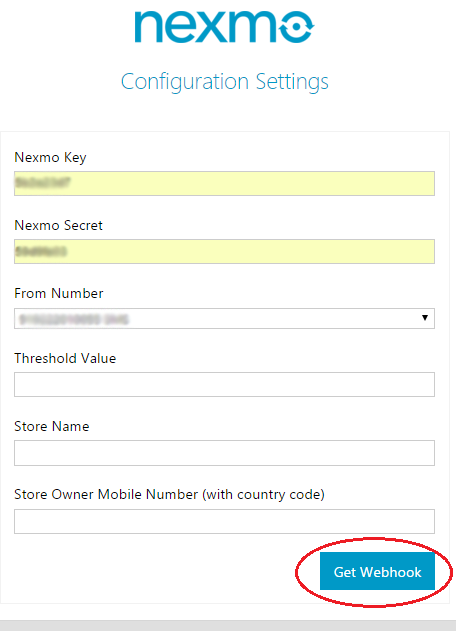 nexmo
Configuration Settings
Nexmo Key
Nexmo Secret
From Number
Threshold Value
Store Name
Store Owner Mobile Number (with country code)
Get Webhook